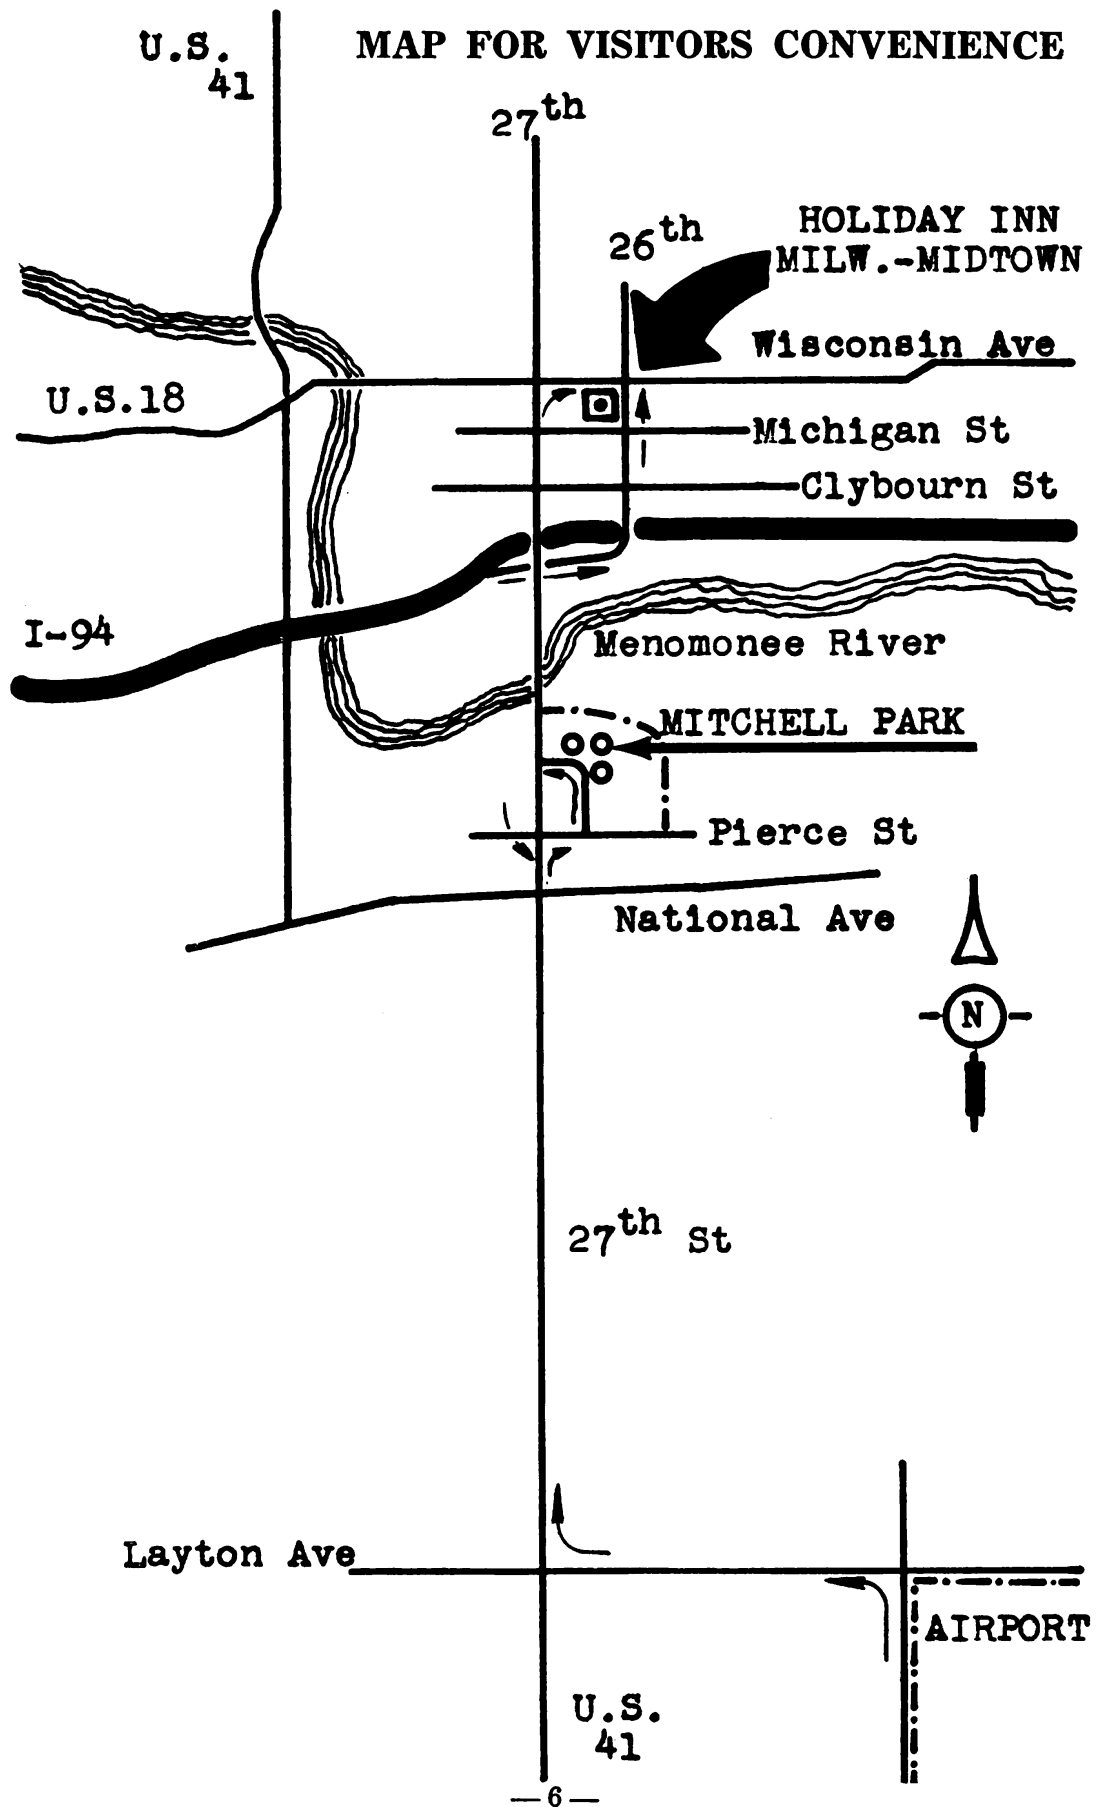 MAP FOR VISITORS CONVENIENCE
U.S.
41
27th
26th
HOLIDAY INN
MILW.-MIDTOWN
Wisconsin Ave
U.S.18
Michigan St
Clybourn St
I-94
Menomonee River
MITCHELL PARK
Pierce St
National Ave
N
27th St
Layton Ave
AIRPORT
U.S.
41
—6—